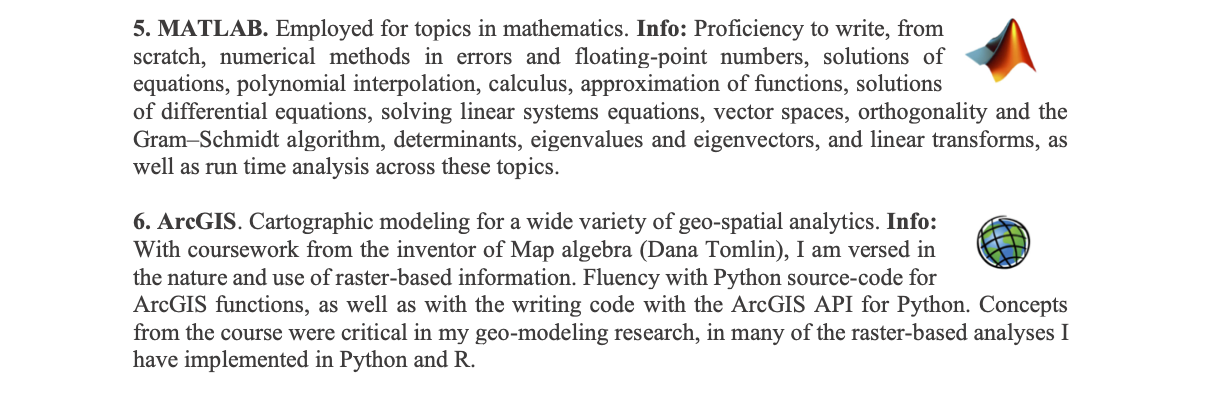 5. MATLAB. Employed for topics in mathematics. Info: Proficiency to write, from
scratch, numerical methods in errors and floating-point numbers, solutions of
equations, polynomial interpolation, calculus, approximation of functions, solutions
of differential equations, solving linear systems equations, vector spaces, orthogonality and the
Gram–Schmidt algorithm, determinants, eigenvalues and eigenvectors, and linear transforms, as
well as run time analysis across these topics.
6. ArcGIS. Cartographic modeling for a wide variety of geo-spatial analytics. Info:
With coursework from the inventor of Map algebra (Dana Tomlin), I am versed in
the nature and use of raster-based information. Fluency with Python source-code for
ArcGIS functions, as well as with the writing code with the ArcGIS API for Python. Concepts
from the course were critical in my geo-modeling research, in many of the raster-based analyses I
have implemented in Python and R.